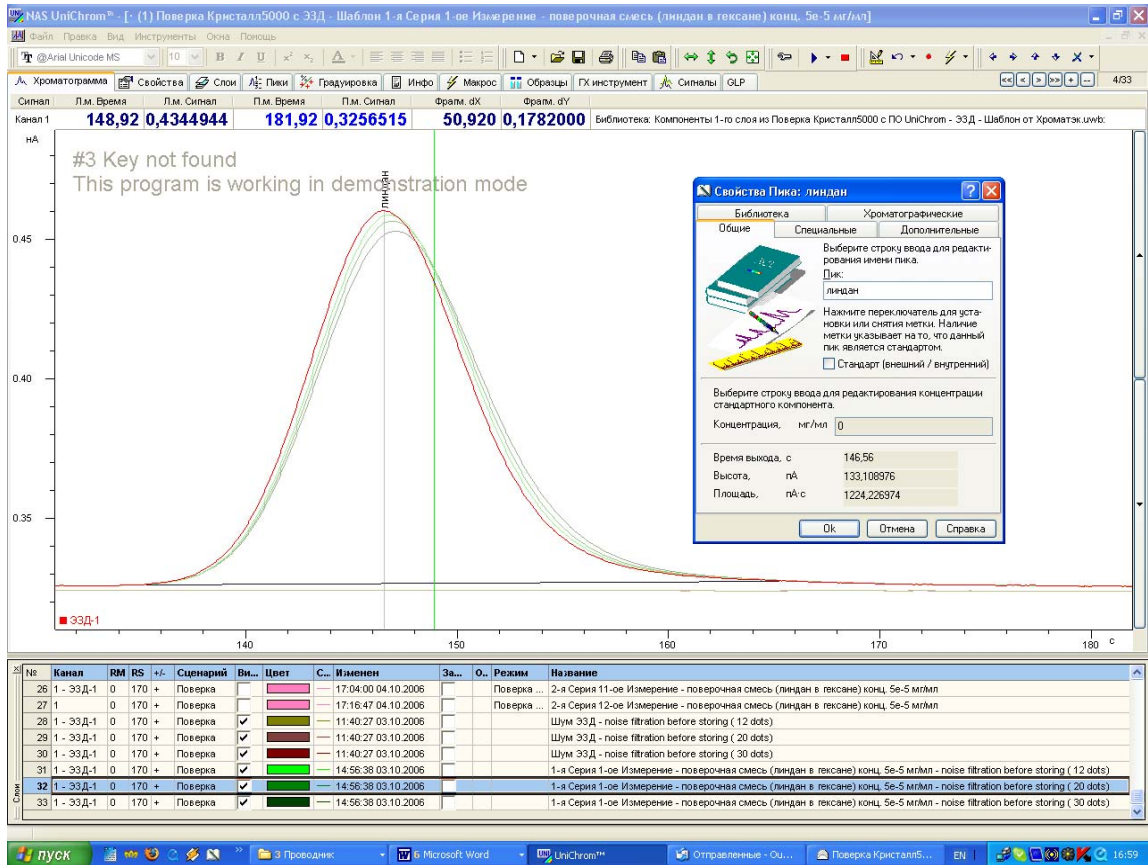 NAS UniChrom™ - [- (1) Поверка Кристалл5000 с ЭЗД - Шаблон 1-я Серия 1-ое Измерение - поверочная смесь (линдан в гексане) конц. 5e-5 мг/мл]
Файл Правка Вид Инструменты Окна Помощь
@Arial Unicode MS 10 B I U x² x₂ A
Хроматограмма Свойства Слои Пики Градуировка Инфо Макрос Образцы ГХ инструмент Сигналы GLP 4/33
Сигнал Л.м. Время Л.м. Сигнал П.м. Время П.м. Сигнал Фрагм. dX Фрагм. dY
Канал 1 148,92 0,4344944 181,92 0,3256515 50,920 0,1782000 Библиотека: Компоненты 1-го слоя из Поверка Кристалл5000 с ПО UniChrom - ЭЗД - Шаблон от Хроматэк.uwb:
нА
#3 Key not found
This program is working in demonstration mode
линдан
0.45
0.40
0.35
ЭЗД-1
140 150 160 170 180 с
Свойства Пика: линдан
Библиотека Хроматографические
Общие Специальные Дополнительные
Выберите строку ввода для редакти-
рования имени пика.
Пик:
линдан
Нажмите переключатель для уста-
новки или снятия метки. Наличие
метки указывает на то, что данный
пик является стандартом.
Стандарт (внешний / внутренний)
Выберите строку ввода для редактирования концентрации
стандартного компонента.
Концентрация, мг/мл 0
Время выхода, с 146,56
Высота, пА 133,108976
Площадь, пА·с 1224,226974
Ok Отмена Справка
Слои
№ Канал RM RS +/- Сценарий Ви... Цвет С... Изменен За... О.. Режим Название
26 1 - ЭЗД-1 0 170 + Поверка 17:04:00 04.10.2006 Поверка ... 2-я Серия 11-ое Измерение - поверочная смесь (линдан в гексане) конц. 5e-5 мг/мл
27 1 0 170 + Поверка 17:16:47 04.10.2006 Поверка ... 2-я Серия 12-ое Измерение - поверочная смесь (линдан в гексане) конц. 5e-5 мг/мл
28 1 - ЭЗД-1 0 170 + Поверка 11:40:27 03.10.2006 Шум ЭЗД - noise filtration before storing ( 12 dots)
29 1 - ЭЗД-1 0 170 + Поверка 11:40:27 03.10.2006 Шум ЭЗД - noise filtration before storing ( 20 dots)
30 1 - ЭЗД-1 0 170 + Поверка 11:40:27 03.10.2006 Шум ЭЗД - noise filtration before storing ( 30 dots)
31 1 - ЭЗД-1 0 170 + Поверка 14:56:38 03.10.2006 1-я Серия 1-ое Измерение - поверочная смесь (линдан в гексане) конц. 5e-5 мг/мл - noise filtration before storing ( 12 dots)
32 1 - ЭЗД-1 0 170 + Поверка 14:56:38 03.10.2006 1-я Серия 1-ое Измерение - поверочная смесь (линдан в гексане) конц. 5e-5 мг/мл - noise filtration before storing ( 20 dots)
33 1 - ЭЗД-1 0 170 + Поверка 14:56:38 03.10.2006 1-я Серия 1-ое Измерение - поверочная смесь (линдан в гексане) конц. 5e-5 мг/мл - noise filtration before storing ( 30 dots)
пуск 3 Проводник 6 Microsoft Word UniChrom™ Отправленные - Ou... Поверка Кристалл5... EN 16:59